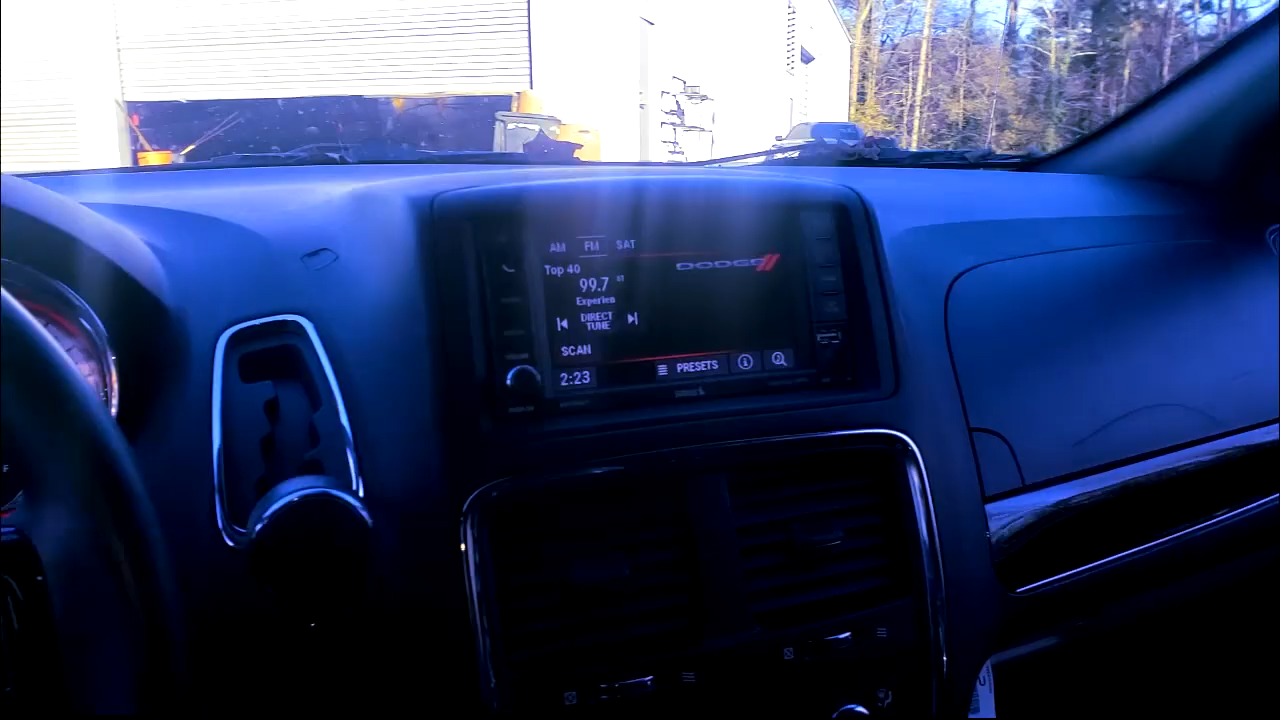 AM FM SAT
DODGE
Top 40
99.7
Experien
DIRECT
TUNE
SCAN
2:23
PRESETS
F